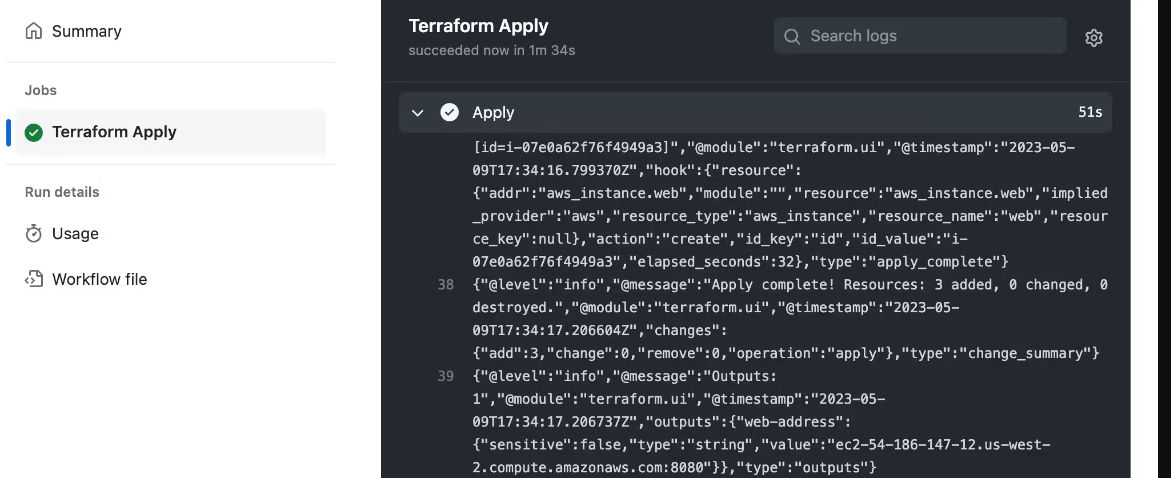 Summary
Jobs
Terraform Apply
Run details
Usage
Workflow file
Terraform Apply
succeeded now in 1m 34s
Search logs
Apply
51s
[id=i-07e0a62f76f4949a3]","@module":"terraform.ui","@timestamp":"2023-05-
09T17:34:16.799370Z","hook":{"resource":
{"addr":"aws_instance.web","module":"","resource":"aws_instance.web","implied
_provider":"aws","resource_type":"aws_instance","resource_name":"web","resour
ce_key":null},"action":"create","id_key":"id","id_value":"i-
07e0a62f76f4949a3","elapsed_seconds":32},"type":"apply_complete"}
38 {"@level":"info","@message":"Apply complete! Resources: 3 added, 0 changed, 0
destroyed.","@module":"terraform.ui","@timestamp":"2023-05-
09T17:34:17.206604Z","changes":
{"add":3,"change":0,"remove":0,"operation":"apply"},"type":"change_summary"}
39 {"@level":"info","@message":"Outputs:
1","@module":"terraform.ui","@timestamp":"2023-05-
09T17:34:17.206737Z","outputs":{"web-address":
{"sensitive":false,"type":"string","value":"ec2-54-186-147-12.us-west-
2.compute.amazonaws.com:8080"}},"type":"outputs"}